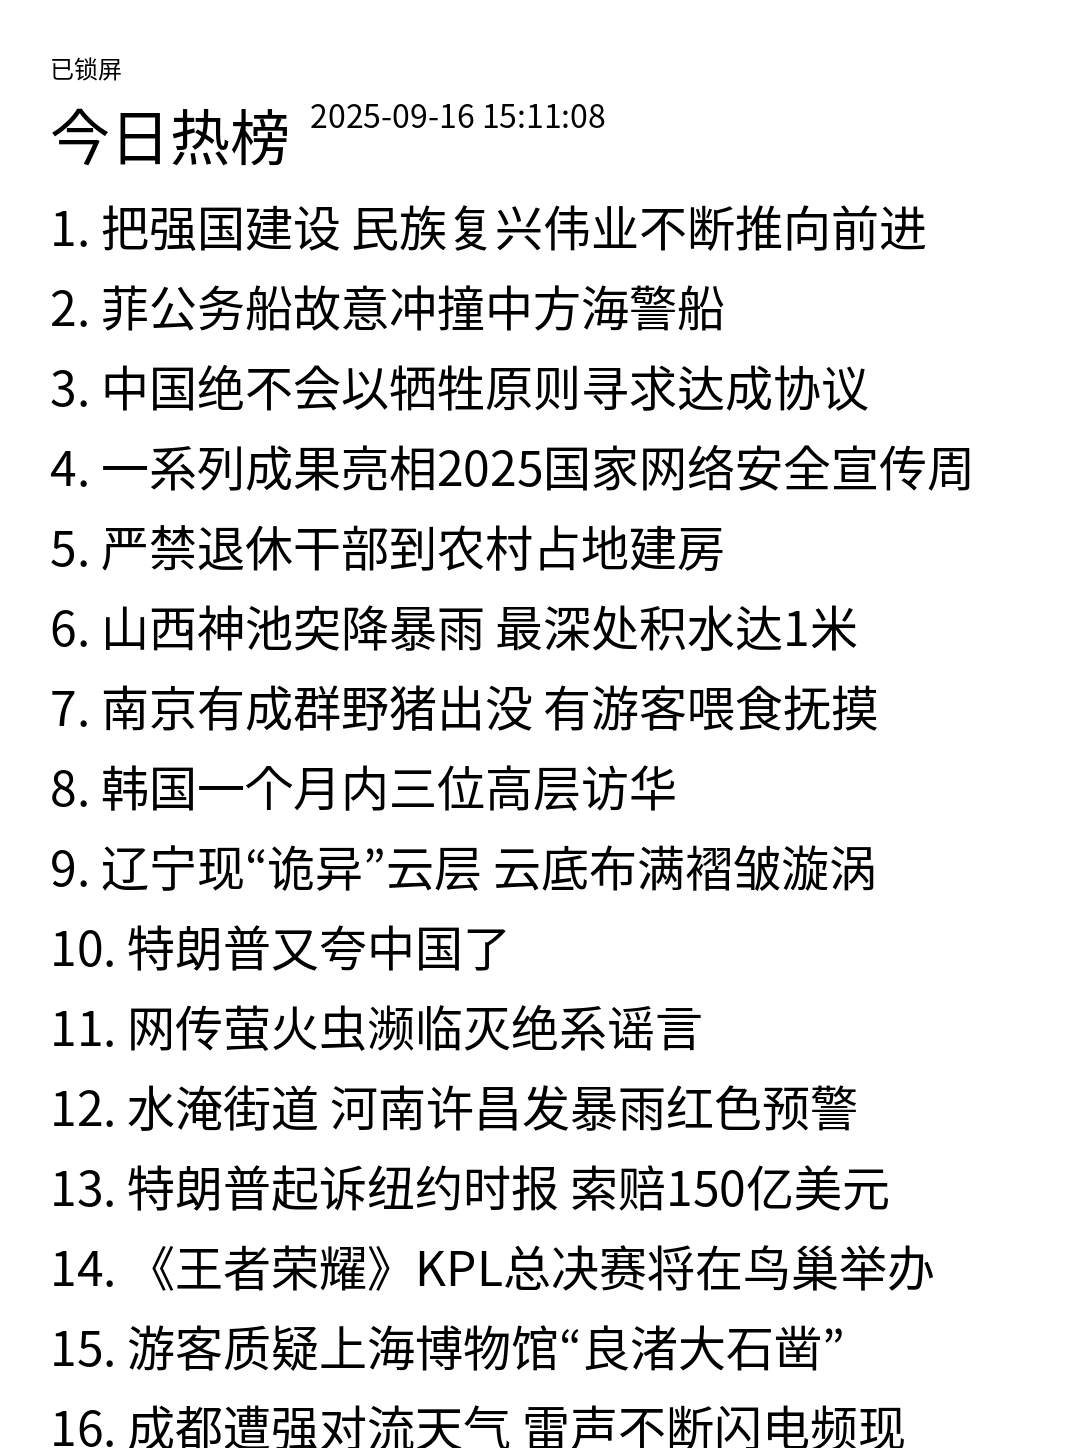 已锁屏
今日热榜 2025-09-16 15:11:08
1. 把强国建设 民族复兴伟业不断推向前进
2. 菲公务船故意冲撞中方海警船
3. 中国绝不会以牺牲原则寻求达成协议
4. 一系列成果亮相2025国家网络安全宣传周
5. 严禁退休干部到农村占地建房
6. 山西神池突降暴雨 最深处积水达1米
7. 南京有成群野猪出没 有游客喂食抚摸
8. 韩国一个月内三位高层访华
9. 辽宁现“诡异”云层 云底布满褶皱漩涡
10. 特朗普又夸中国了
11. 网传萤火虫濒临灭绝系谣言
12. 水淹街道 河南许昌发暴雨红色预警
13. 特朗普起诉纽约时报 索赔150亿美元
14. 《王者荣耀》KPL总决赛将在鸟巢举办
15. 游客质疑上海博物馆“良渚大石凿”
16. 成都遭强对流天气 雷声不断闪电频现